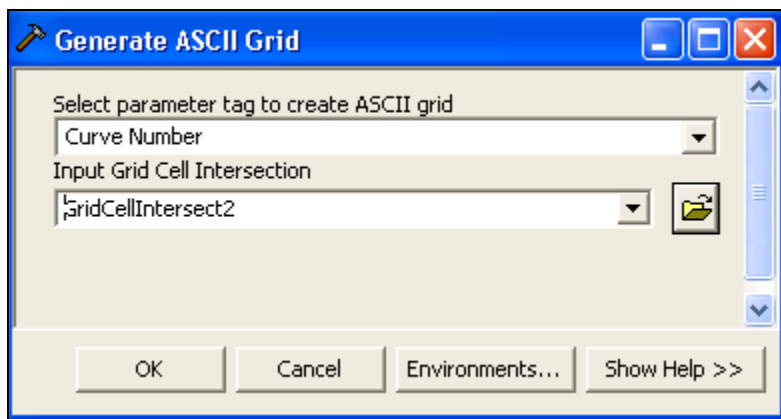 Generate ASCII Grid
Select parameter tag to create ASCII grid
Curve Number
Input Grid Cell Intersection
GridCellIntersect2
OK Cancel Environments... Show Help >>